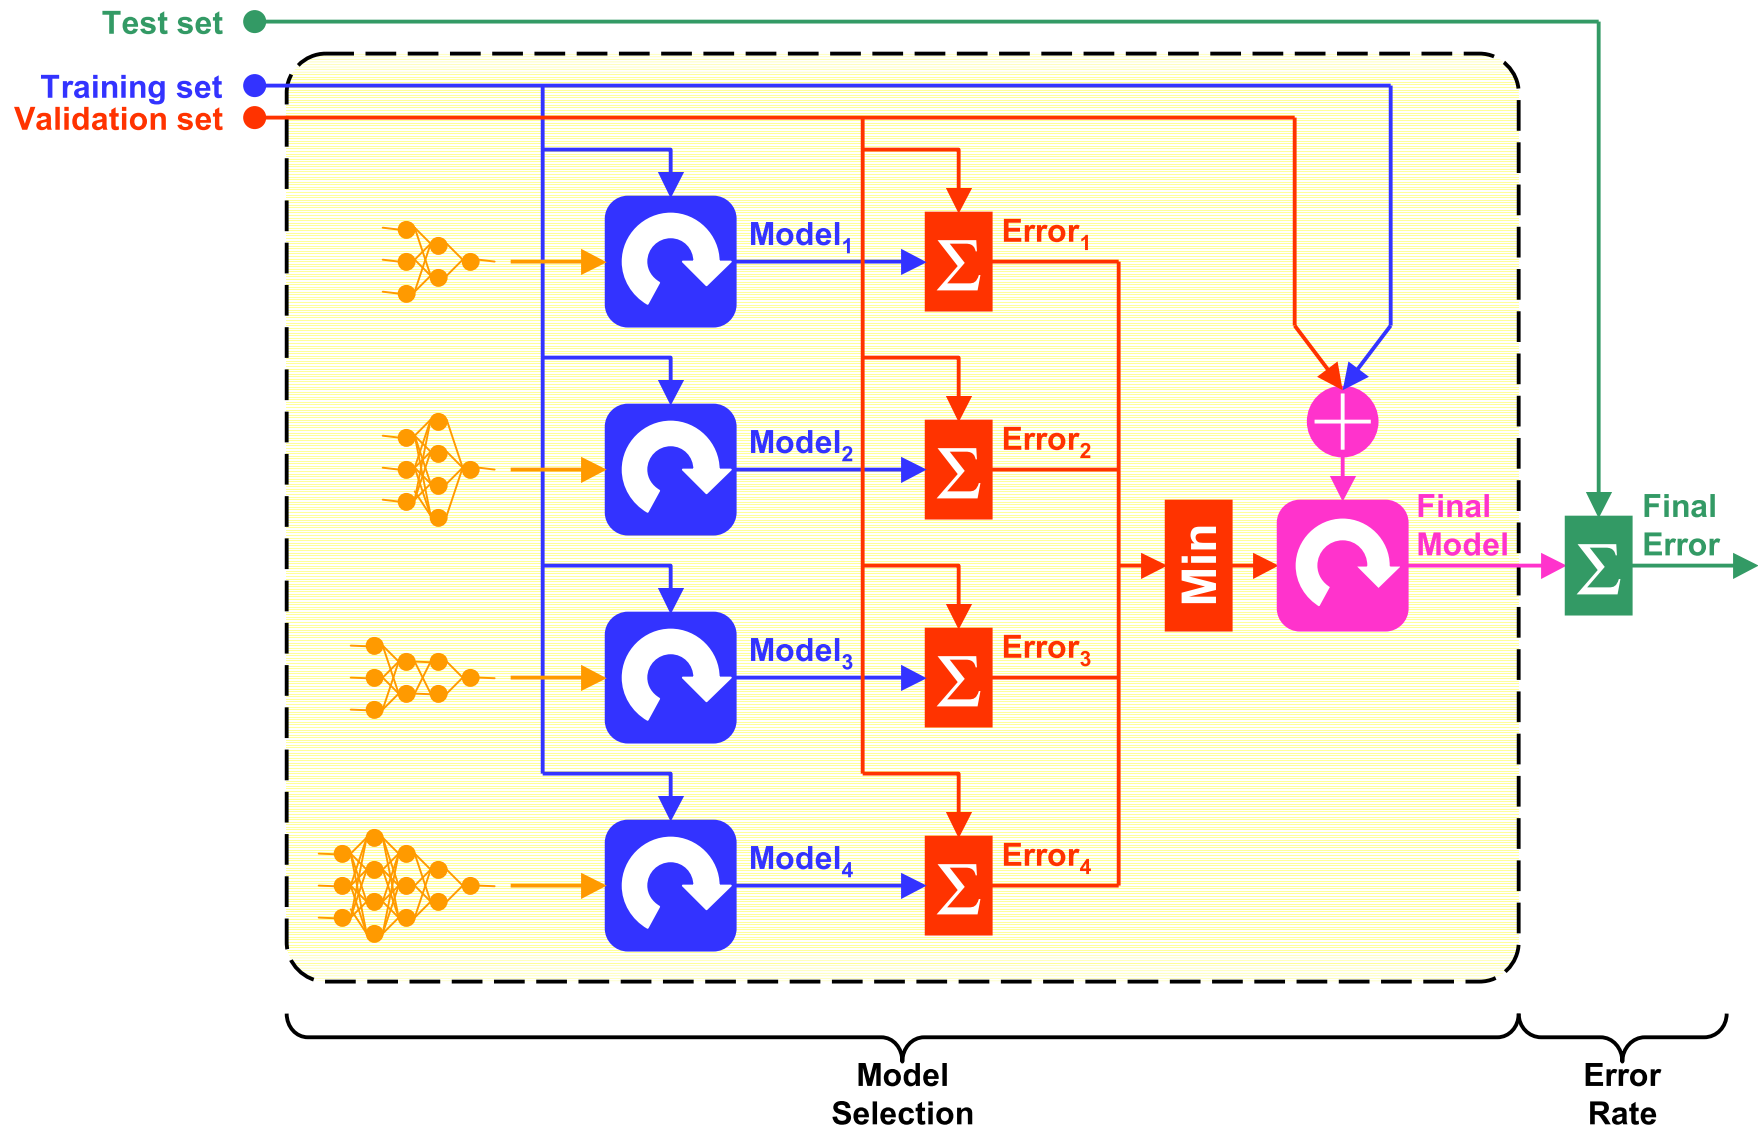 Test set
Training set
Validation set
Model1
Σ
Error1
Model2
Σ
Error2
Min
Final
Model
Σ
Final
Error
Model3
Σ
Error3
Model4
Σ
Error4
Model
Selection
Error
Rate